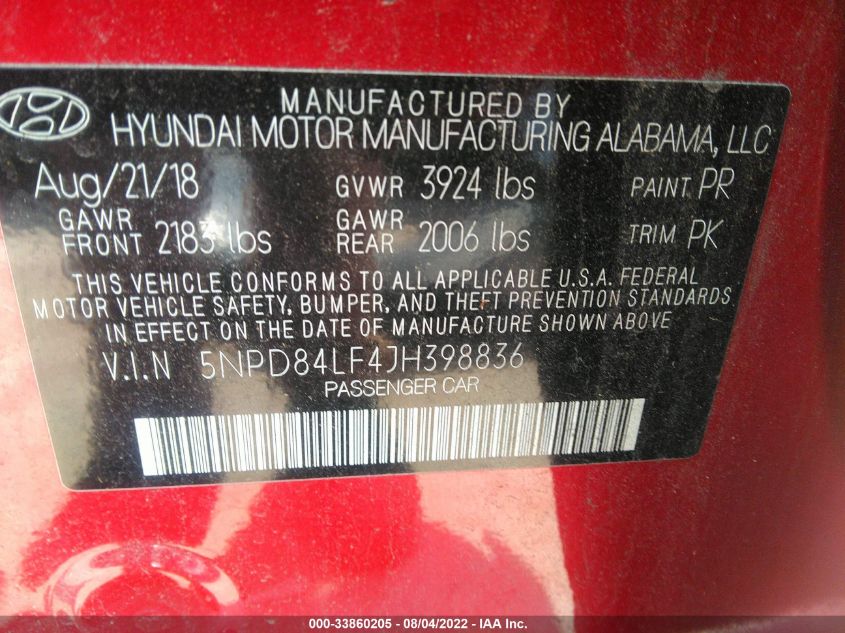 MANUFACTURED BY
HYUNDAI MOTOR MANUFACTURING ALABAMA, LLC
Aug/21/18 GVWR 3924 lbs PAINT PR
GAWR FRONT 2183 lbs GAWR REAR 2006 lbs TRIM PK
THIS VEHICLE CONFORMS TO ALL APPLICABLE U.S.A. FEDERAL
MOTOR VEHICLE SAFETY, BUMPER, AND THEFT PREVENTION STANDARDS
IN EFFECT ON THE DATE OF MANUFACTURE SHOWN ABOVE.
V.I.N 5NPD84LF4JH398836
PASSENGER CAR
000-33860205 - 08/04/2022 - IAA Inc.